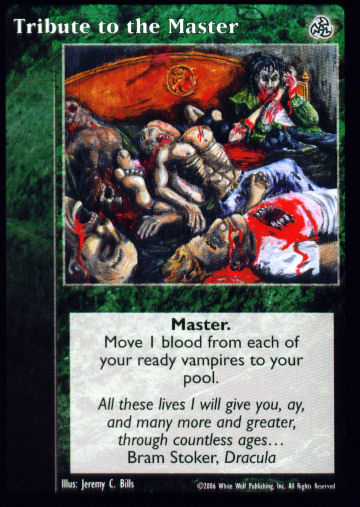 Tribute to the Master
Master.
Move 1 blood from each of
your ready vampires to your
pool.
All these lives I will give you, ay,
and many more and greater,
through countless ages...
Bram Stoker, Dracula
Illus: Jeremy C. Bills
©2006 White Wolf Publishing, Inc. All Rights Reserved